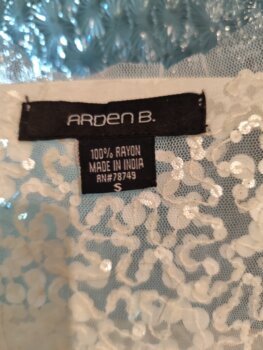 ARDEN B.
100% RAYON
MADE IN INDIA
RN#78749
S